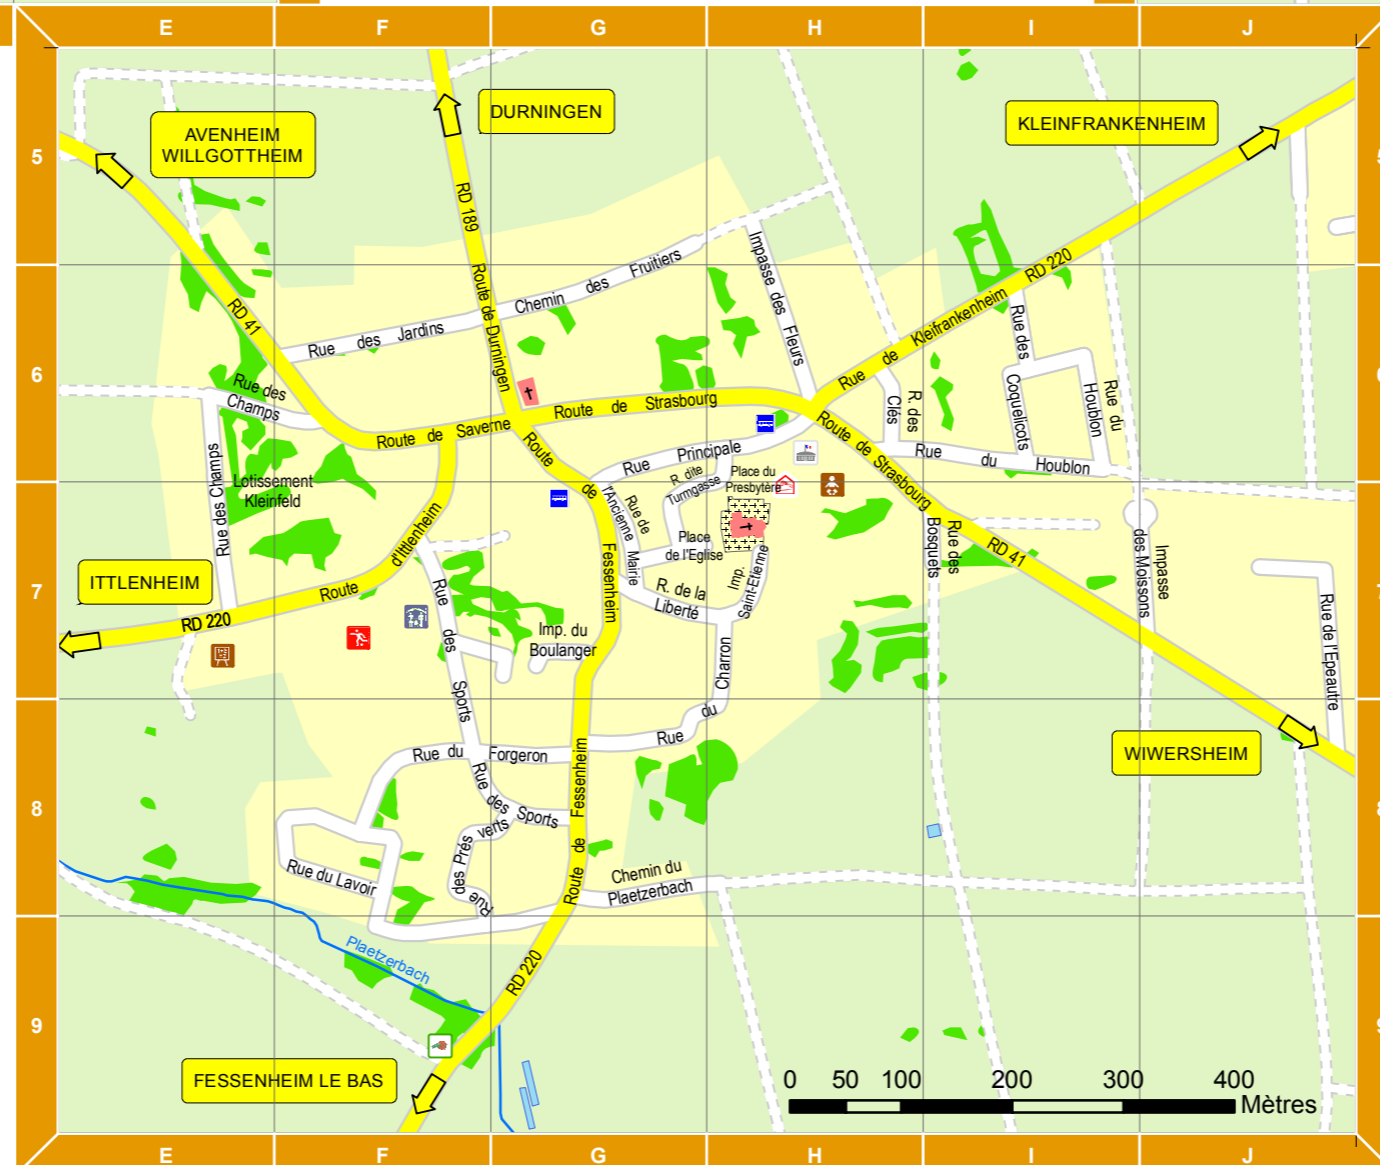 E F G H I J
5
AVENHEIM
WILLGOTTHEIM
DURNINGEN
KLEINFRANKENHEIM
RD 189
RD 41
Route de Durningen
Chemin des Fruitiers
Rue des Jardins
Impasse des Fleurs
RD 220
Rue de Kleifrankenheim
Rue des
Coquelicots
Rue du
Houblon
6
Rue des
Champs
Route de Saverne
Route de Strasbourg
R. des
Clés
Rue du Houblon
Route de Strasbourg
Rue Principale
R. dite
Turmgasse
Place du
Presbytère
Rue des Champs
Lotissement
Kleinfeld
Route de Fessenheim
Rue de
l'Ancienne Mairie
Place
de l'Eglise
Imp.
Saint-Etienne
R. de la
Liberté
Route d'Ittlenheim
Rue des
Bosquets
RD 41
Impasse
des Moissons
Rue de l'Epeautre
7
ITTLENHEIM
RD 220
Rue des Sports
Imp. du
Boulanger
Rue du Charron
WIWERSHEIM
8
Rue du Forgeron
Rue des Sports
Rue des Prés verts
Route de Fessenheim
Rue du Lavoir
Chemin du
Plaetzerbach
Plaetzerbach
RD 220
9
FESSENHEIM LE BAS
0 50 100 200 300 400
Mètres
E F G H I J